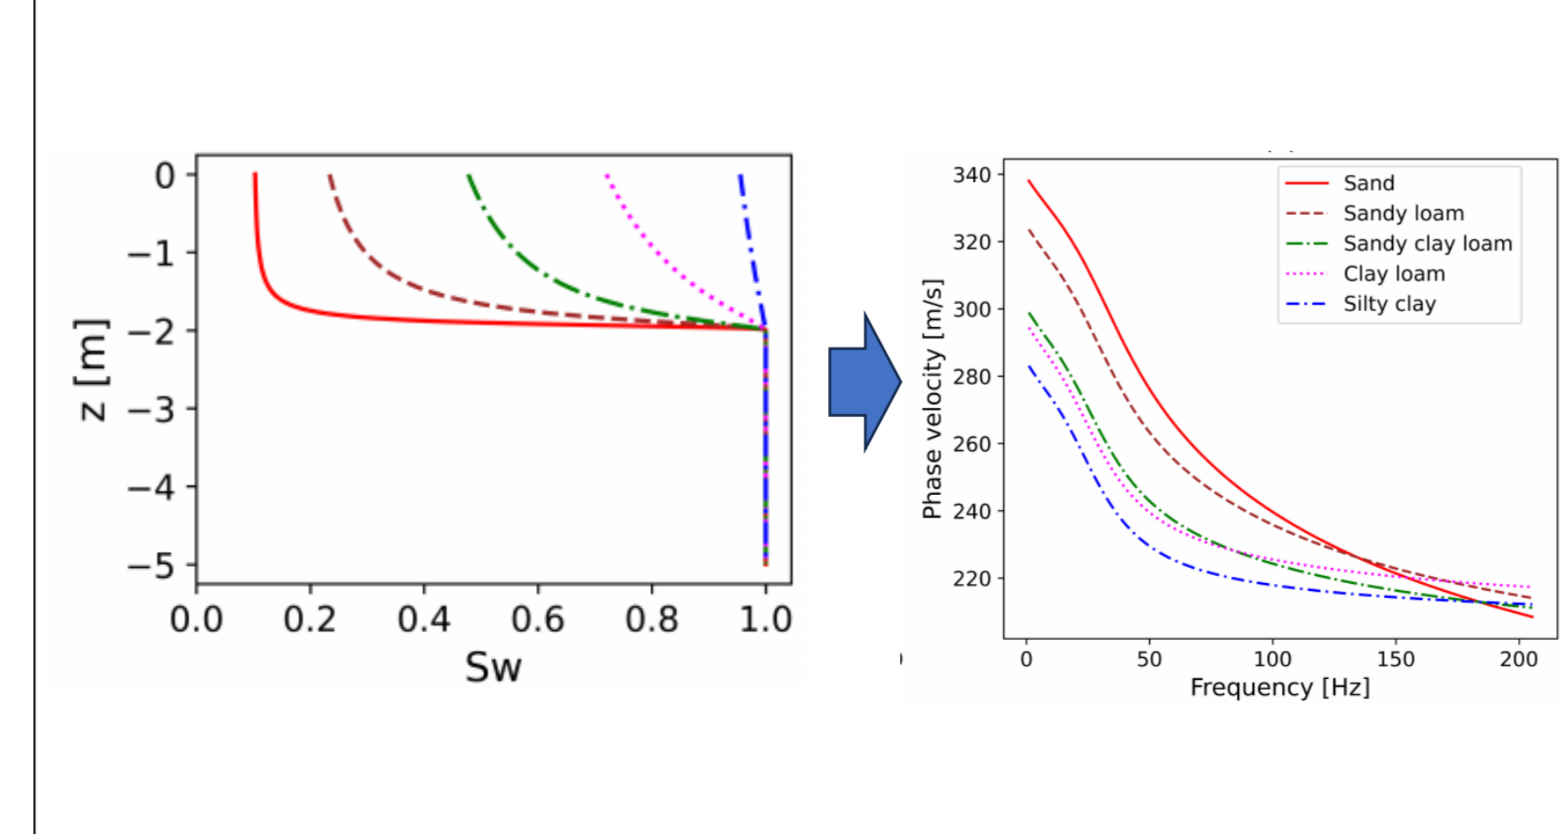 0
−1
−2
−3
−4
−5
z [m]
0.0 0.2 0.4 0.6 0.8 1.0
Sw
340
320
300
280
260
240
220
Phase velocity [m/s]
Sand
Sandy loam
Sandy clay loam
Clay loam
Silty clay
0 50 100 150 200
Frequency [Hz]